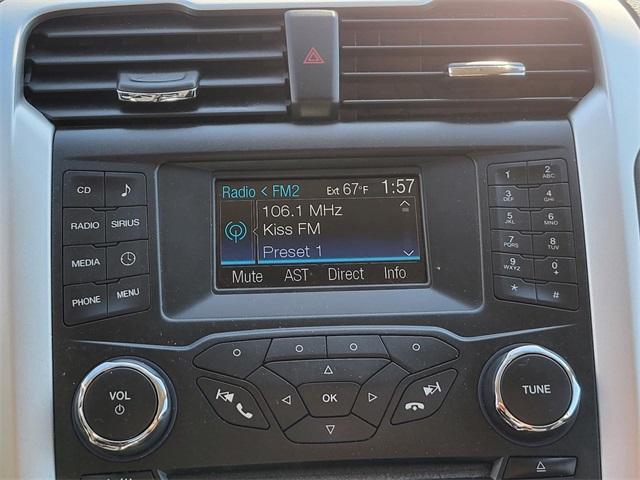 Radio < FM2 Ext 67°F 1:57
106.1 MHz
Kiss FM
Preset 1
Mute AST Direct Info
CD
RADIO SIRIUS
MEDIA
PHONE MENU
1 2 ABC
3 DEF 4 GHI
5 JKL 6 MNO
7 PQRS 8 TUV
9 WXYZ 0 +
* #
VOL
OK
TUNE